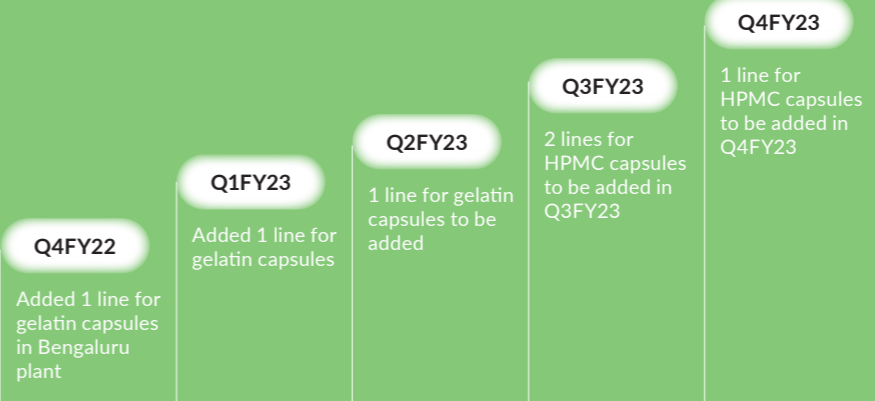 Q4FY22
Added 1 line for
gelatin capsules
in Bengaluru
plant
Q1FY23
Added 1 line for
gelatin capsules
Q2FY23
1 line for gelatin
capsules to be
added
Q3FY23
2 lines for
HPMC capsules
to be added in
Q3FY23
Q4FY23
1 line for
HPMC capsules
to be added in
Q4FY23